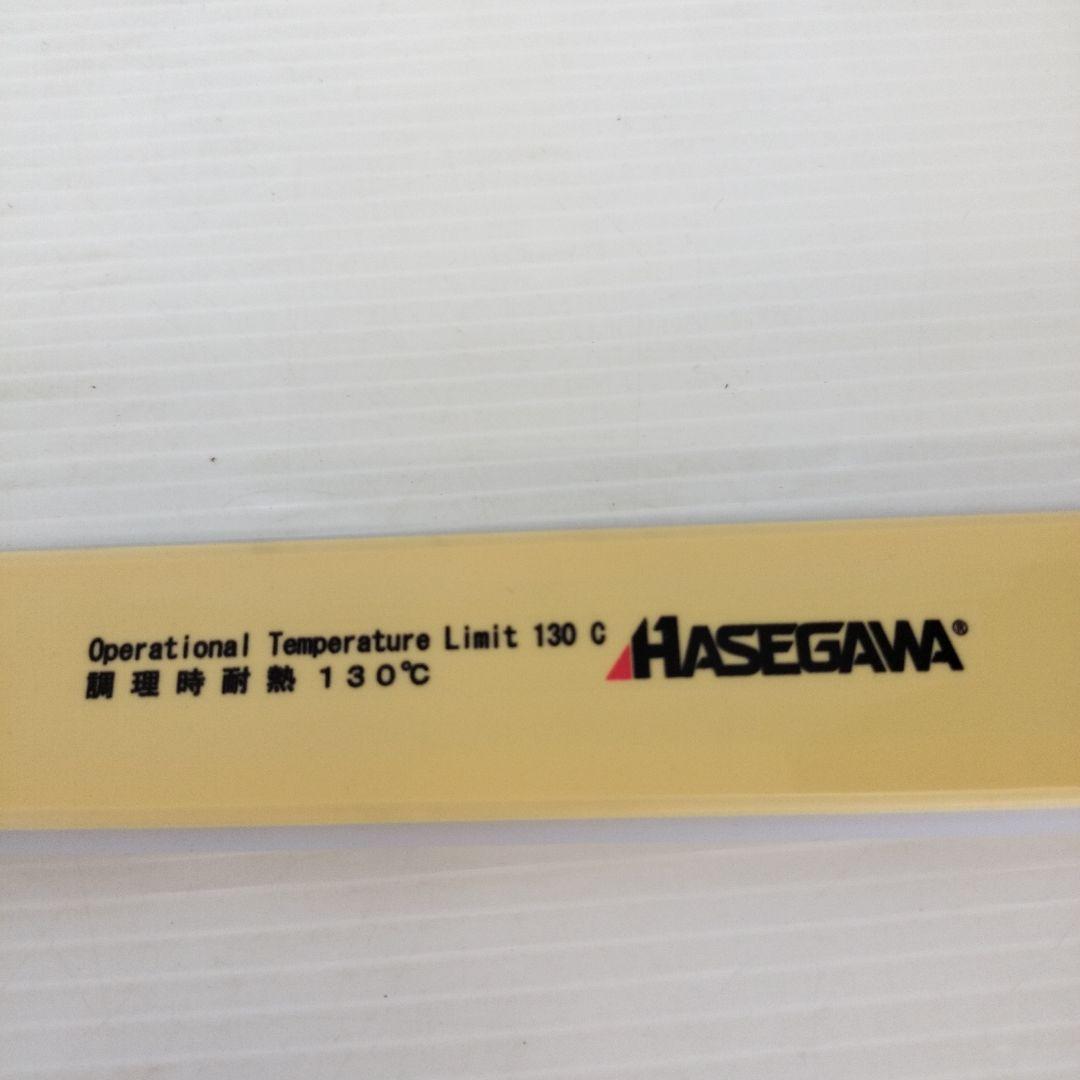 Operational Temperature Limit 130 C
調理時耐熱 130℃
HASEGAWA®